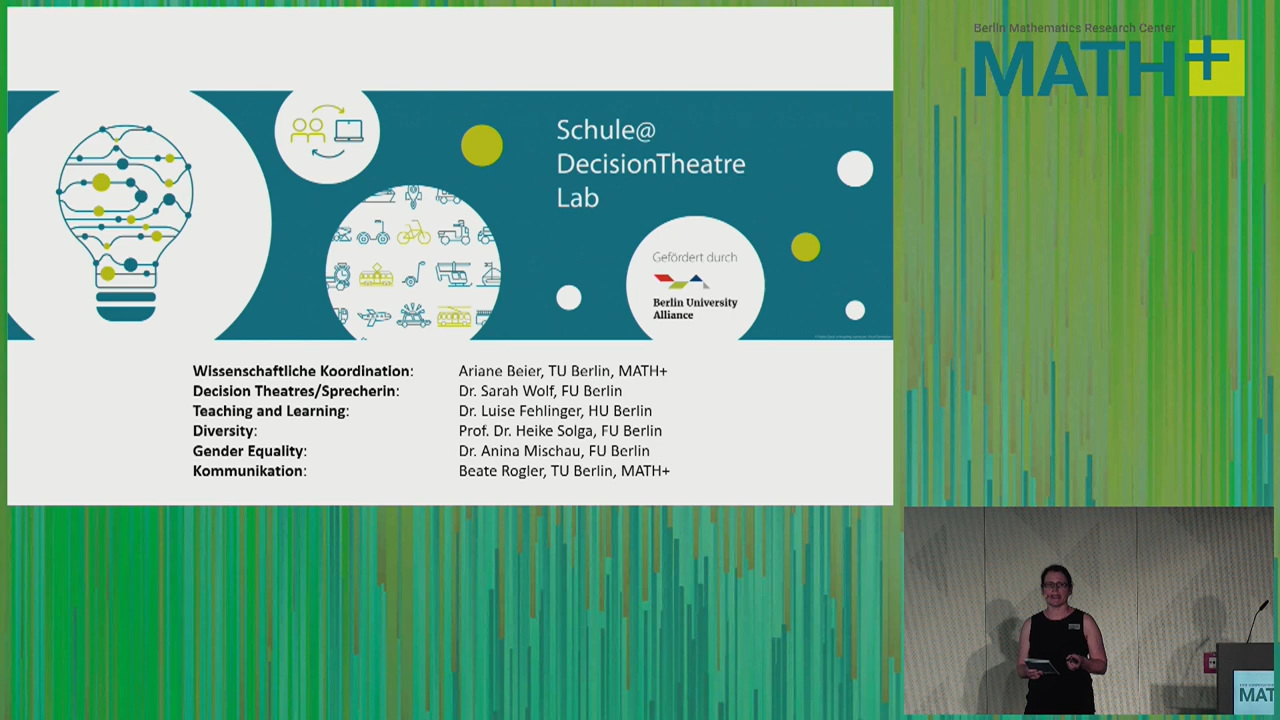 Berlin Mathematics Research Center
MATH+
Schule@
DecisionTheatre
Lab
Gefördert durch
Berlin University
Alliance
Wissenschaftliche Koordination: Ariane Beier, TU Berlin, MATH+
Decision Theatres/Sprecherin: Dr. Sarah Wolf, FU Berlin
Teaching and Learning: Dr. Luise Fehlinger, HU Berlin
Diversity: Prof. Dr. Heike Solga, FU Berlin
Gender Equality: Dr. Anina Mischau, FU Berlin
Kommunikation: Beate Rogler, TU Berlin, MATH+
MAT